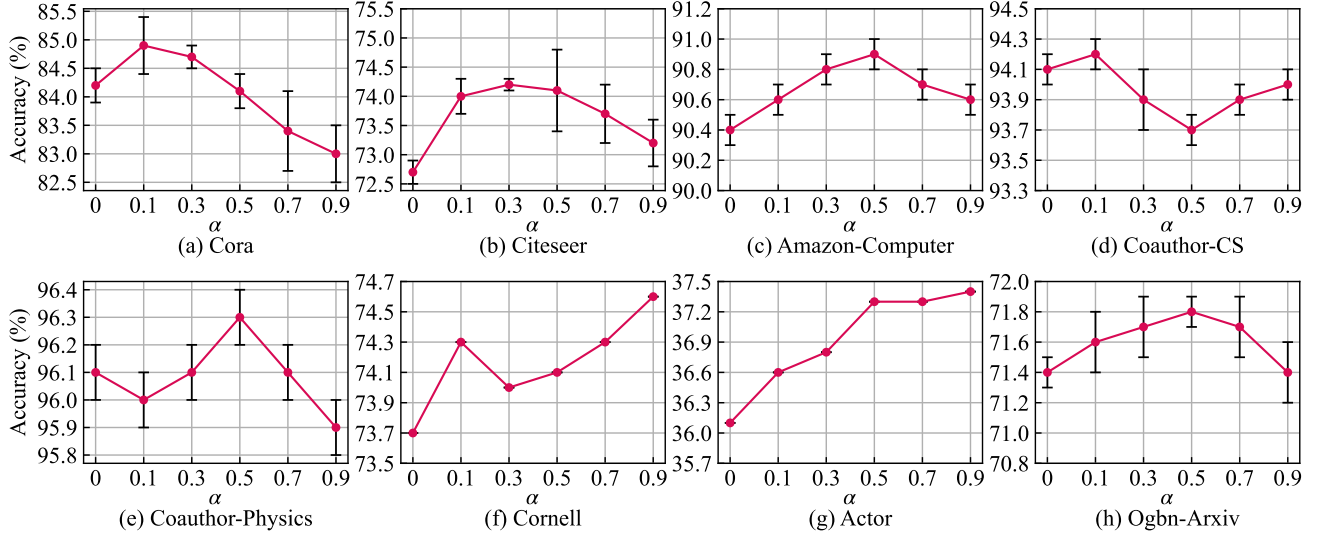 Accuracy (%)
85.5
85.0
84.5
84.0
83.5
83.0
82.5
0 0.1 0.3 0.5 0.7 0.9
α
(a) Cora
75.5
75.0
74.5
74.0
73.5
73.0
72.5
0 0.1 0.3 0.5 0.7 0.9
α
(b) Citeseer
91.2
91.0
90.8
90.6
90.4
90.2
90.0
0 0.1 0.3 0.5 0.7 0.9
α
(c) Amazon-Computer
94.5
94.3
94.1
93.9
93.7
93.5
93.3
0 0.1 0.3 0.5 0.7 0.9
α
(d) Coauthor-CS
Accuracy (%)
96.4
96.3
96.2
96.1
96.0
95.9
95.8
0 0.1 0.3 0.5 0.7 0.9
α
(e) Coauthor-Physics
74.7
74.5
74.3
74.1
73.9
73.7
73.5
0 0.1 0.3 0.5 0.7 0.9
α
(f) Cornell
37.5
37.2
36.9
36.6
36.3
36.0
35.7
0 0.1 0.3 0.5 0.7 0.9
α
(g) Actor
72.0
71.8
71.6
71.4
71.2
71.0
70.8
0 0.1 0.3 0.5 0.7 0.9
α
(h) Ogbn-Arxiv